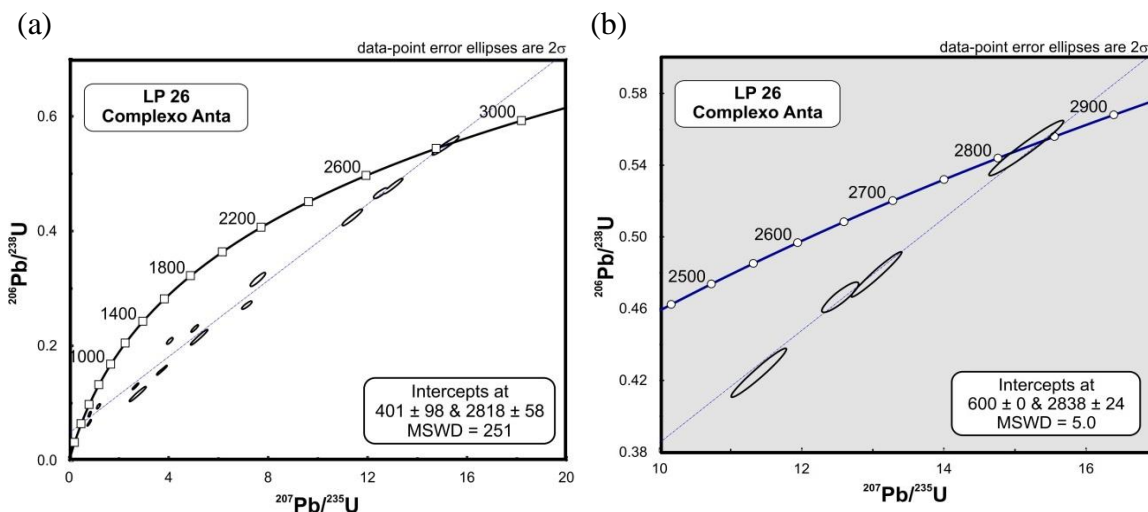 (a)
data-point error ellipses are 2σ
LP 26
Complexo Anta
0.6
0.4
0.2
0.0
1000
1400
1800
2200
2600
3000
Intercepts at
401 ± 98 & 2818 ± 58
MSWD = 251
0
4
8
12
16
20
206Pb/238U
207Pb/235U
(b)
data-point error ellipses are 2σ
LP 26
Complexo Anta
0.58
0.54
0.50
0.46
0.42
0.38
2500
2600
2700
2800
2900
Intercepts at
600 ± 0 & 2838 ± 24
MSWD = 5.0
10
12
14
16
206Pb/238U
207Pb/235U